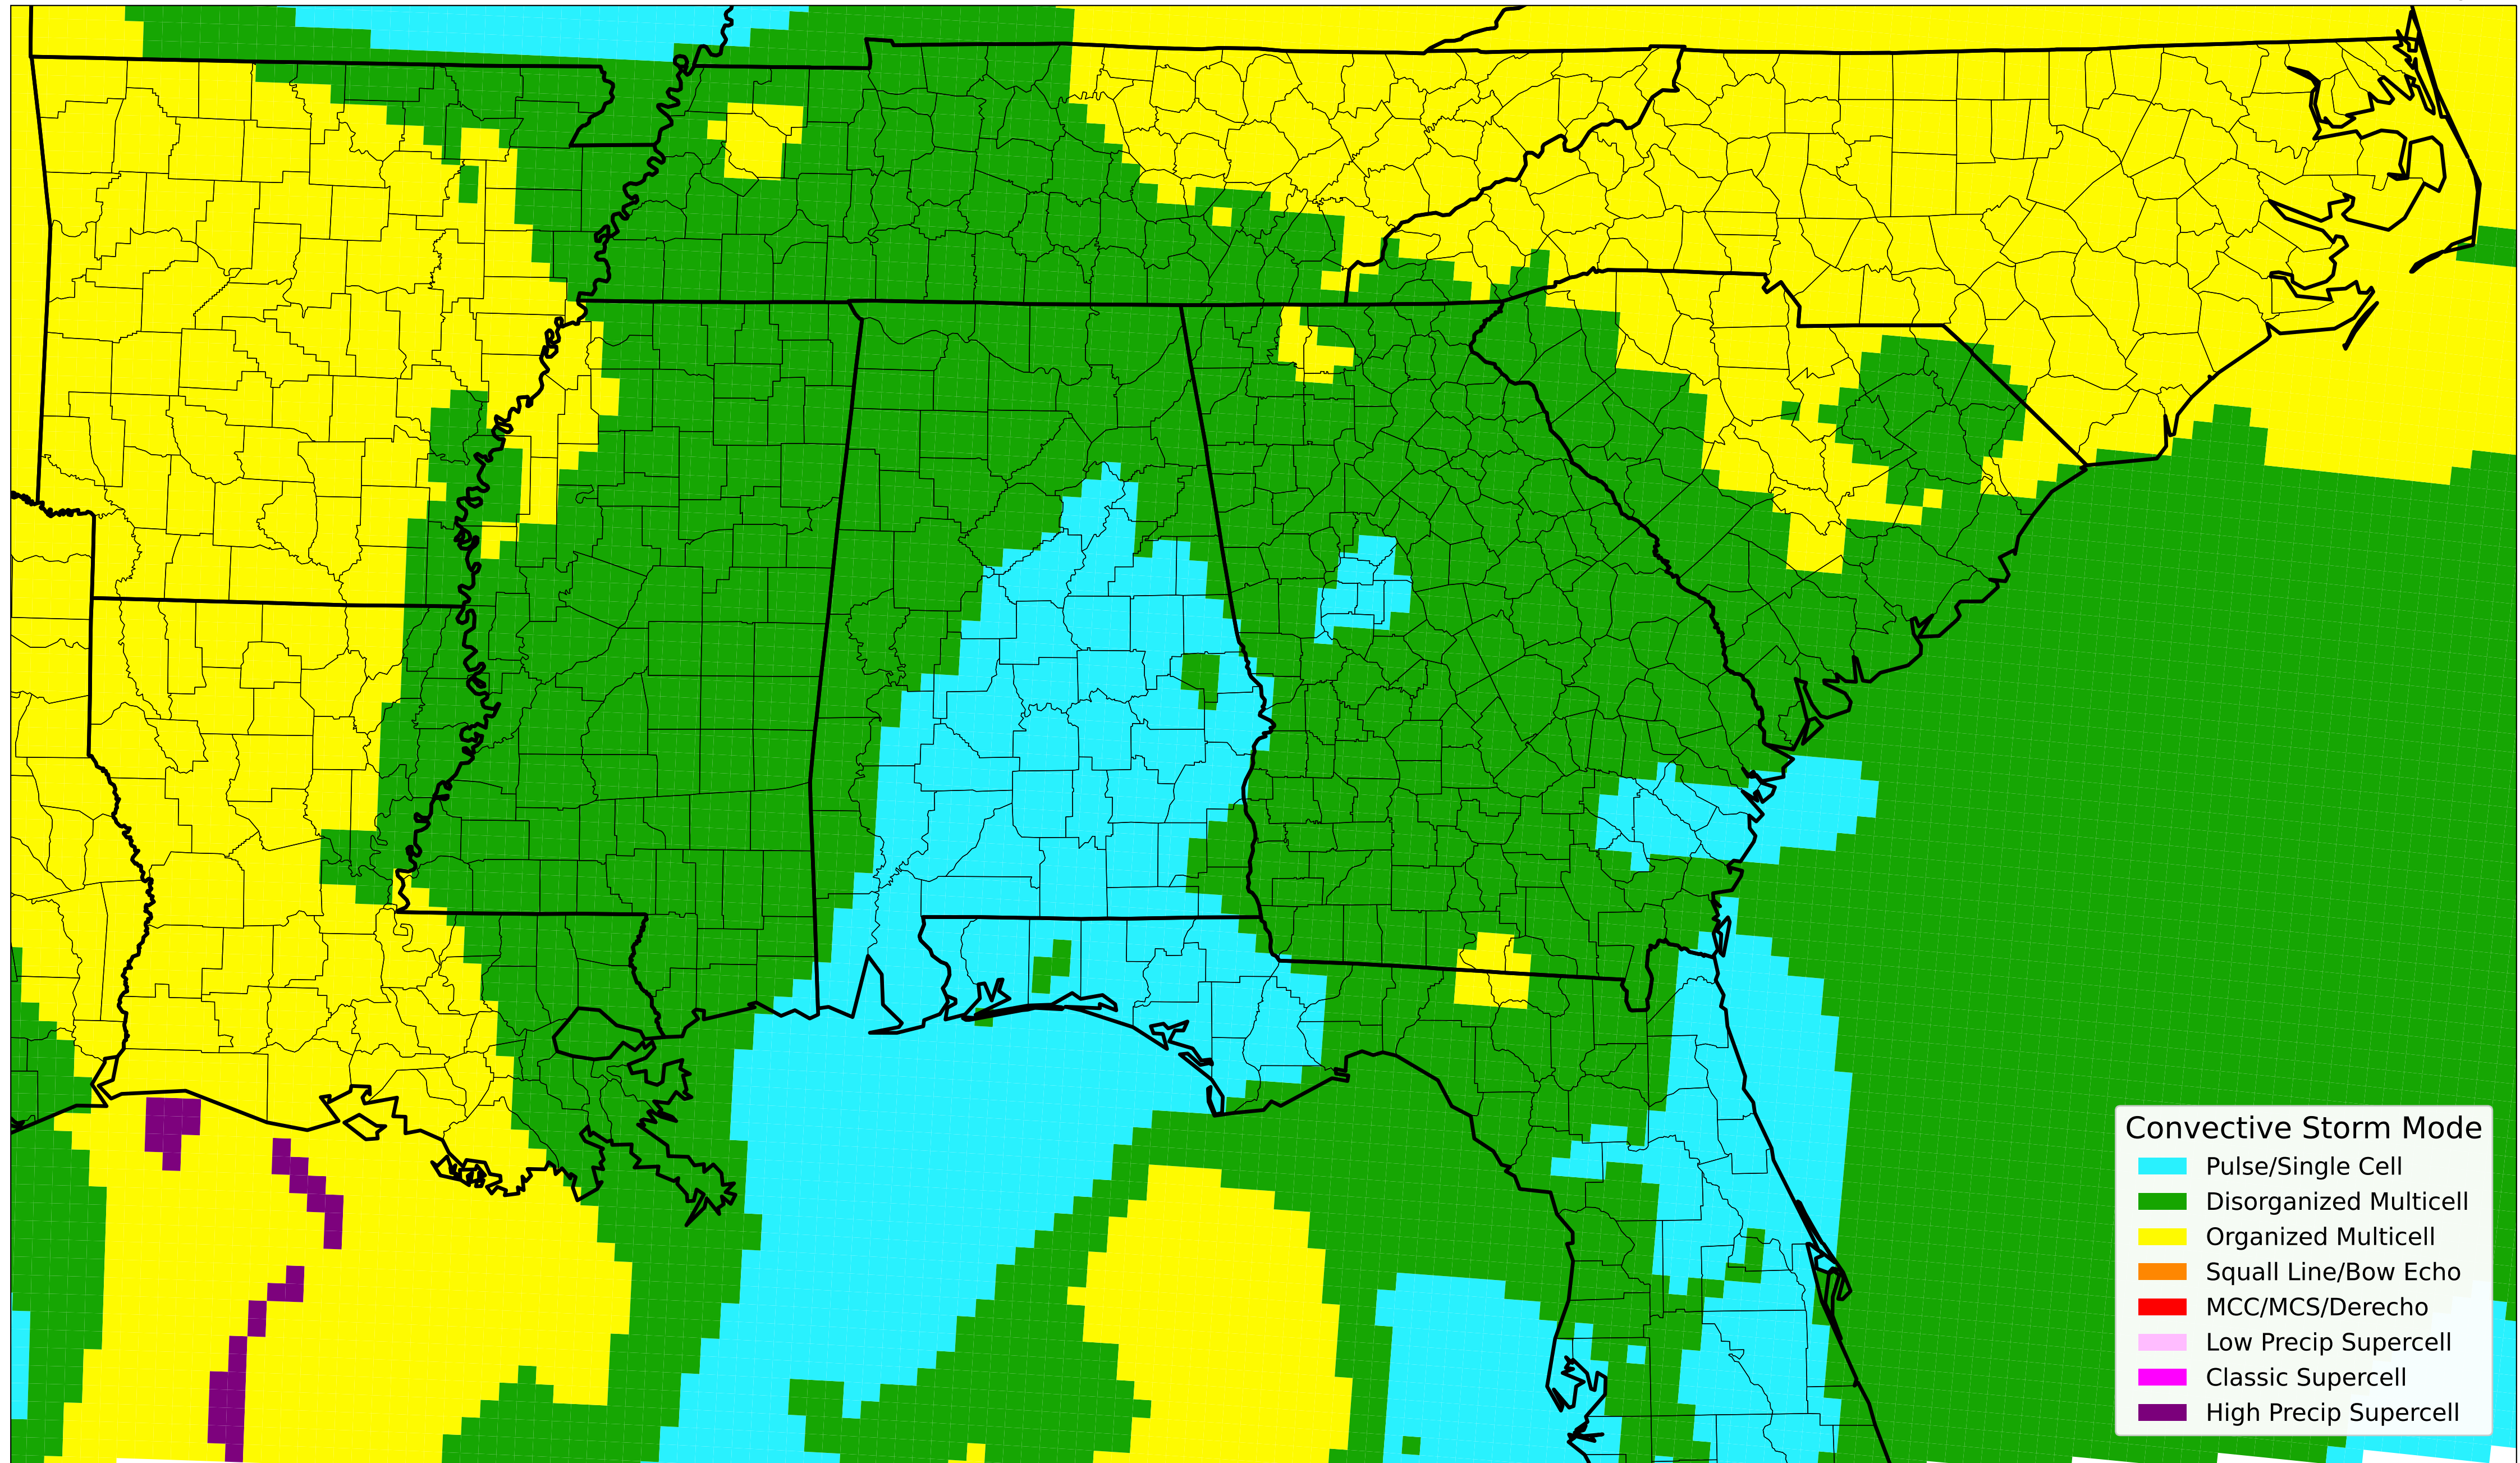 Convective Storm Mode
Pulse/Single Cell
Disorganized Multicell
Organized Multicell
Squall Line/Bow Echo
MCC/MCS/Derecho
Low Precip Supercell
Classic Supercell
High Precip Supercell